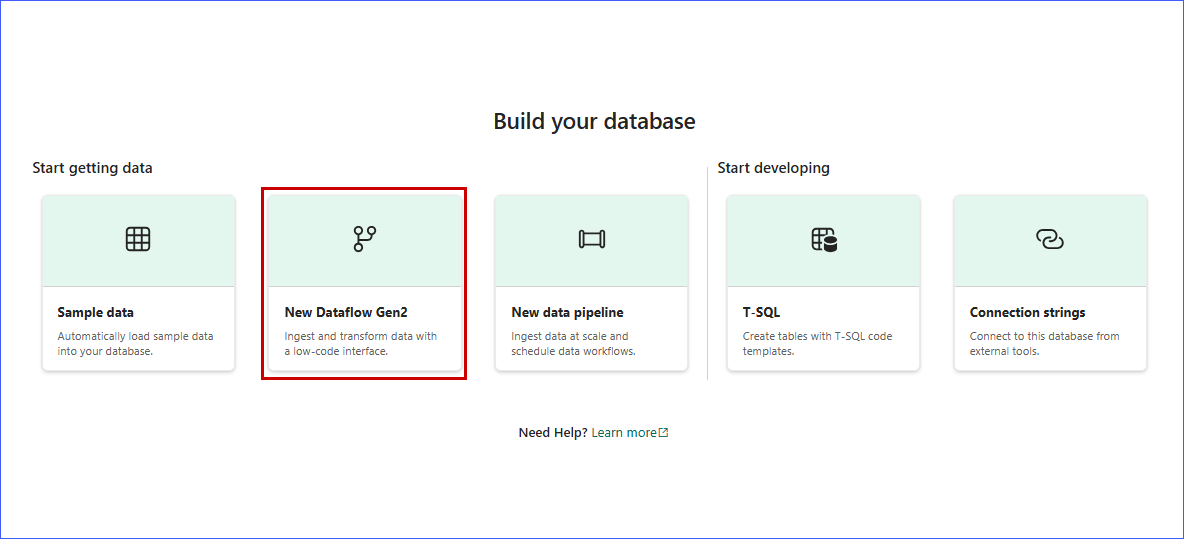 Build your database
Start getting data
Start developing
Sample data
Automatically load sample data
into your database.
New Dataflow Gen2
Ingest and transform data with
a low-code interface.
New data pipeline
Ingest data at scale and
schedule data workflows.
T-SQL
Create tables with T-SQL code
templates.
Connection strings
Connect to this database from
external tools.
Need Help? Learn more